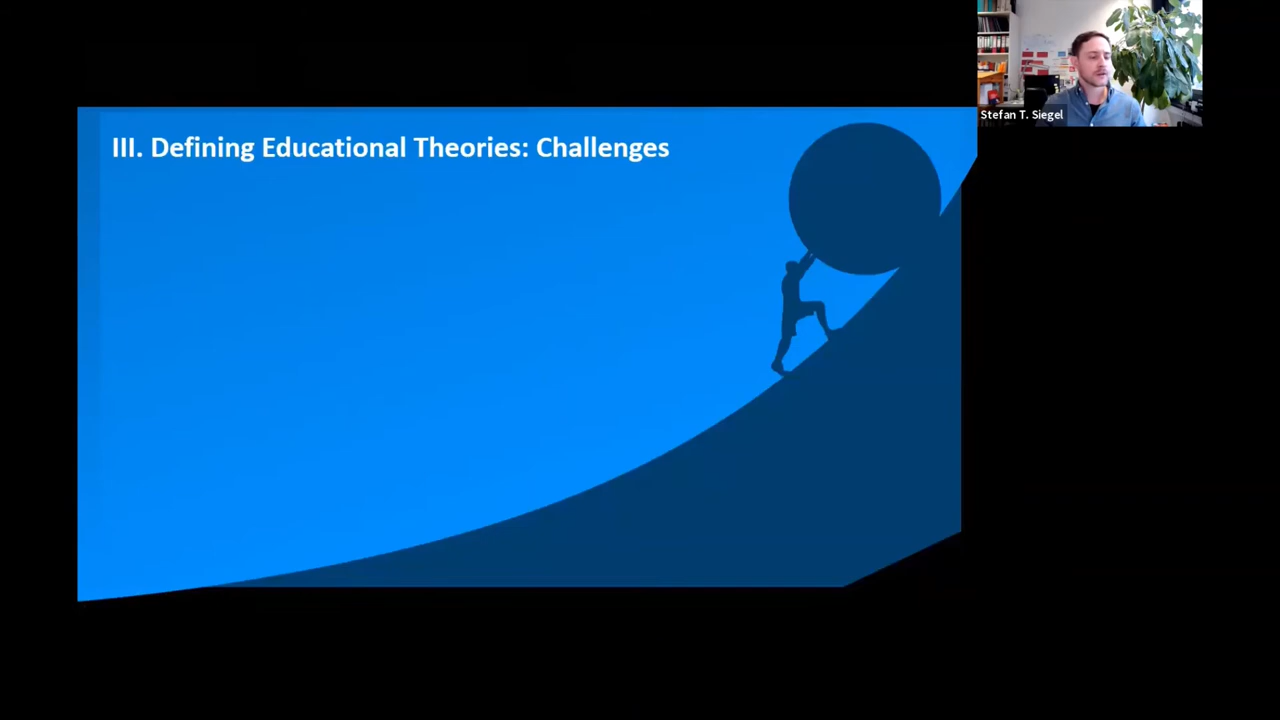 III. Defining Educational Theories: Challenges
Stefan T. Siegel